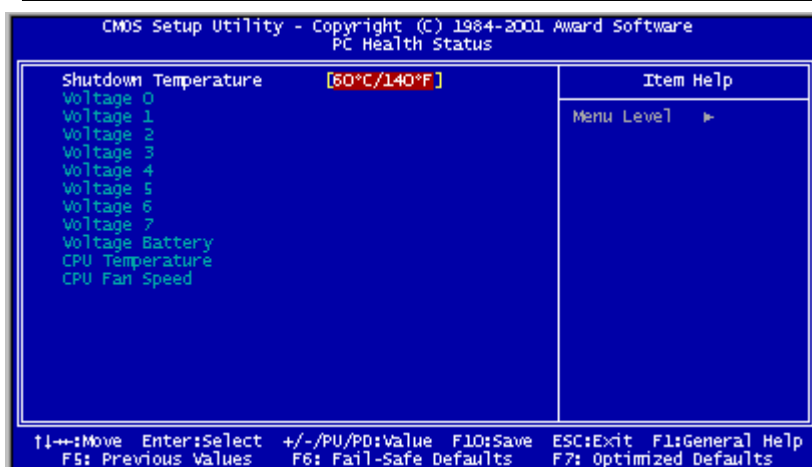 CMOS Setup Utility - Copyright (C) 1984-2001 Award Software
PC Health Status
Shutdown Temperature [60°C/140°F]
Item Help
Voltage 0
Menu Level ►
Voltage 1
Voltage 2
Voltage 3
Voltage 4
Voltage 5
Voltage 6
Voltage 7
Voltage Battery
CPU Temperature
CPU Fan Speed
↑↓→←:Move Enter:Select +/-/PU/PD:Value F10:Save ESC:Exit F1:General Help
F5: Previous Values F6: Fail-Safe Defaults F7: Optimized Defaults